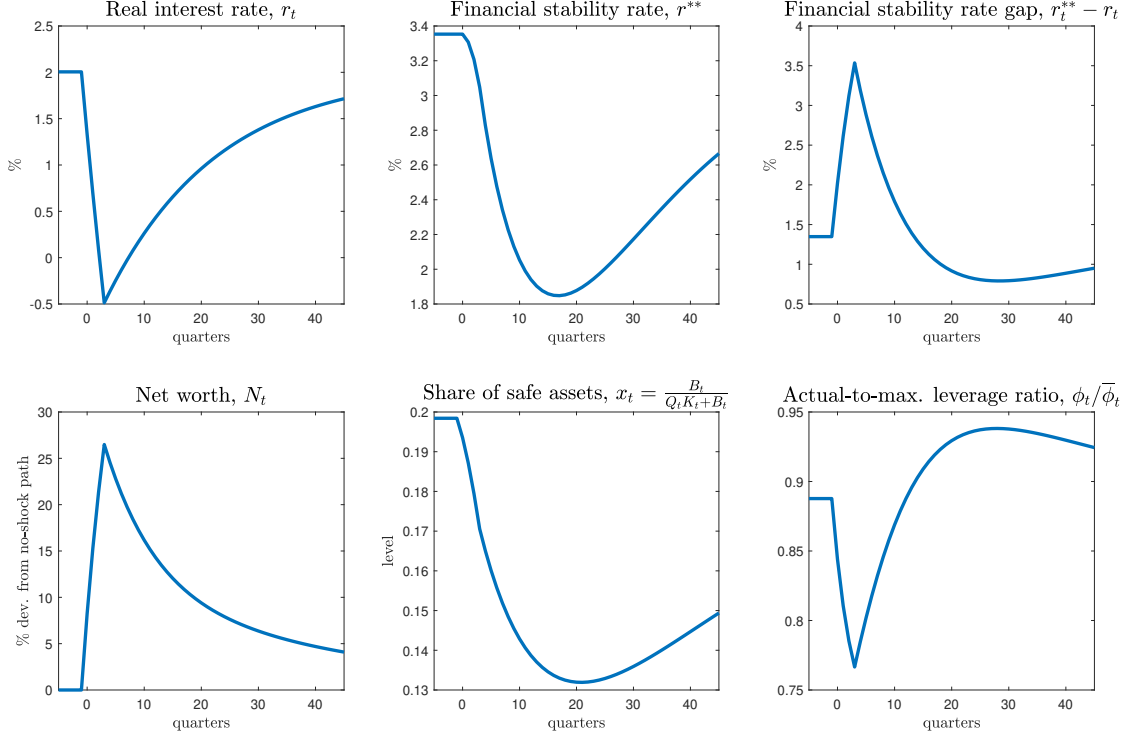 Real interest rate, r_t
2.5
2
1.5
1
0.5
0
-0.5
%
0 10 20 30 40
quarters
Financial stability rate, r^{**}
3.4
3.2
3
2.8
2.6
2.4
2.2
2
1.8
%
0 10 20 30 40
quarters
Financial stability rate gap, r_t^{**} − r_t
4
3.5
3
2.5
2
1.5
1
0.5
%
0 10 20 30 40
quarters
Net worth, N_t
30
25
20
15
10
5
0
% dev. from no-shock path
0 10 20 30 40
quarters
Share of safe assets, x_t = \frac{B_t}{Q_t K_t + B_t}
0.2
0.19
0.18
0.17
0.16
0.15
0.14
0.13
level
0 10 20 30 40
quarters
Actual-to-max. leverage ratio, ϕ_t/\overline{ϕ}_t
0.95
0.9
0.85
0.8
0.75
0 10 20 30 40
quarters